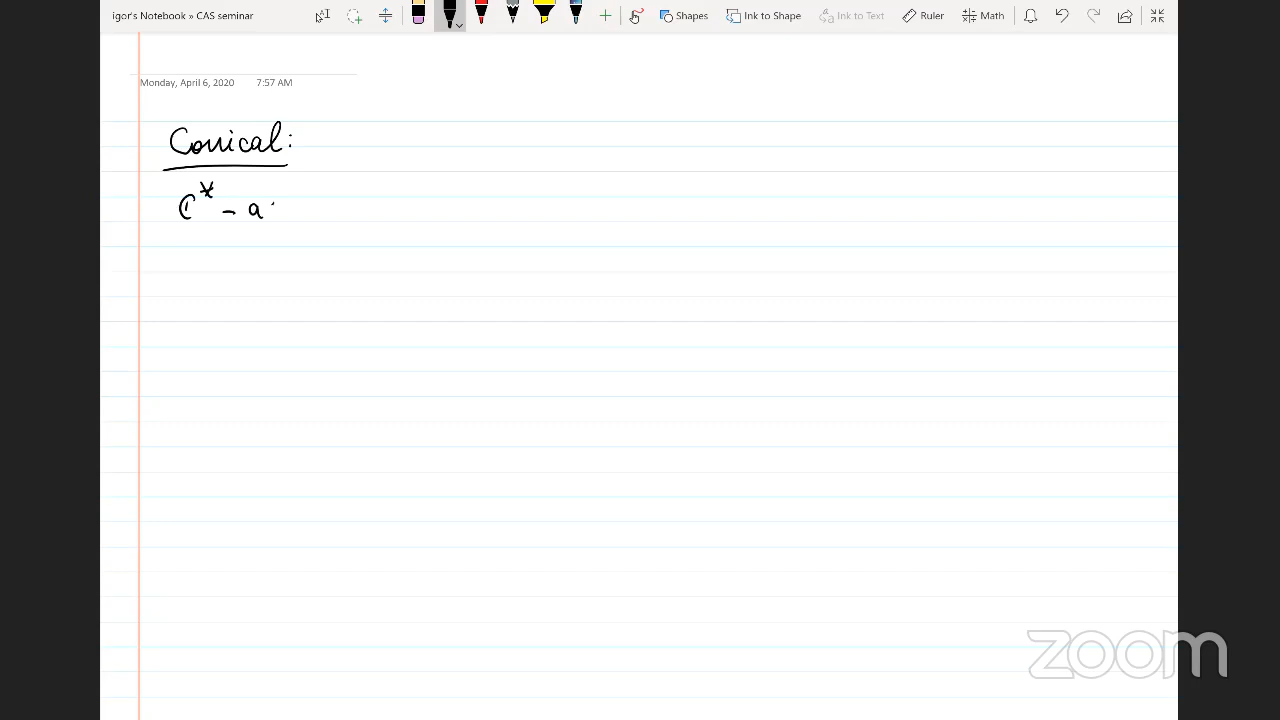 igor's Notebook » CAS seminar
Shapes Ink to Shape Ink to Text Ruler Math
Monday, April 6, 2020 7:57 AM
Conical:
ℂ* - a
zoom